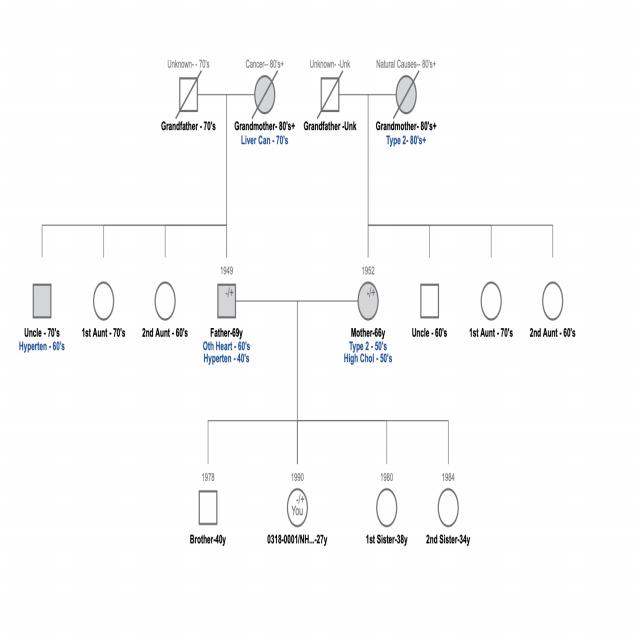 Unknown- - 70's
Cancer-- 80's+
Unknown- -Unk
Natural Causes-- 80's+
Grandfather - 70's
Grandmother- 80's+
Liver Can - 70's
Grandfather -Unk
Grandmother- 80's+
Type 2- 80's+
1949
1952
-/+
-/+
Uncle - 70's
Hyperten - 60's
1st Aunt - 70's
2nd Aunt - 60's
Father-69y
Oth Heart - 60's
Hyperten - 40's
Mother-66y
Type 2 - 50's
High Chol - 50's
Uncle - 60's
1st Aunt - 70's
2nd Aunt - 60's
1978
1990
1980
1984
-/+
You
Brother-40y
0318-0001/NH...-27y
1st Sister-38y
2nd Sister-34y